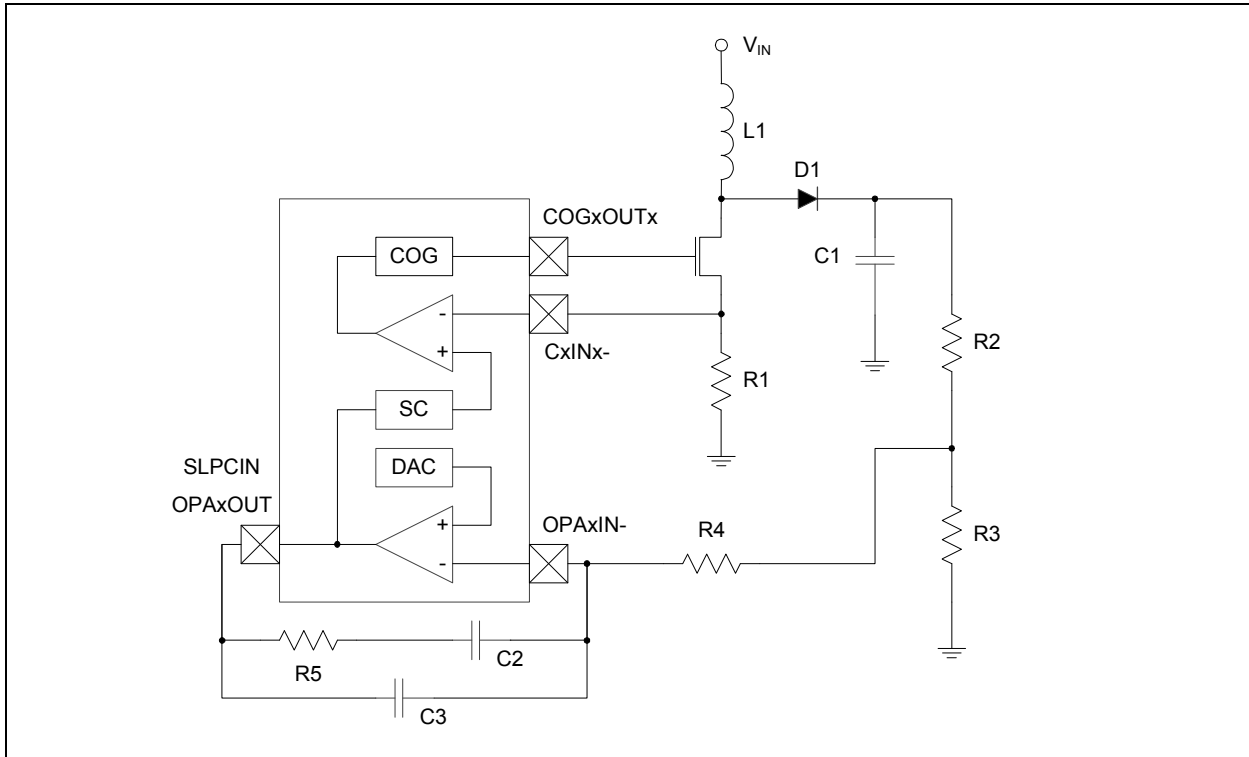 VIN
L1
D1
COGxOUTx
COG
C1
-
CxINx-
R2
+
R1
SC
SLPCIN
DAC
OPAxOUT
OPAxIN-
+
R4
R3
-
R5
C2
C3